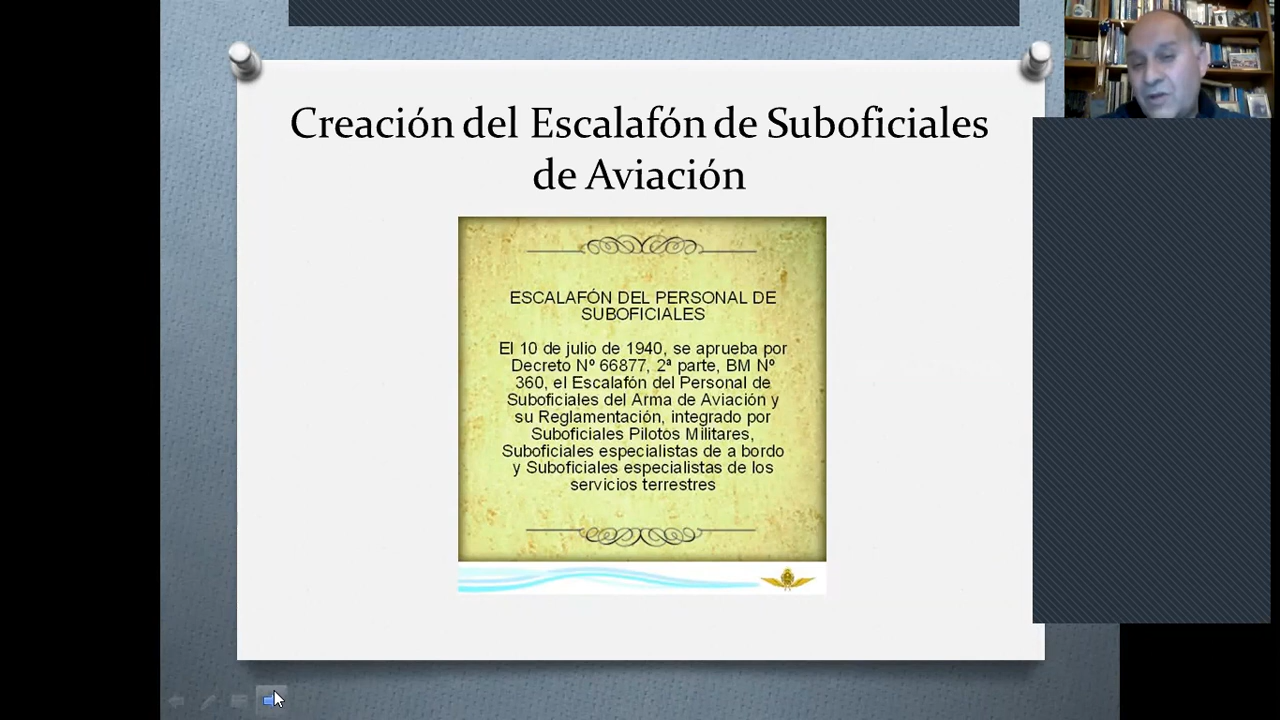 Creación del Escalafón de Suboficiales
de Aviación
ESCALAFÓN DEL PERSONAL DE
SUBOFICIALES
El 10 de julio de 1940, se aprueba por
Decreto Nº 66877, 2ª parte, BM Nº
360, el Escalafón del Personal de
Suboficiales del Arma de Aviación y
su Reglamentación, integrado por
Suboficiales Pilotos Militares,
Suboficiales especialistas de a bordo
y Suboficiales especialistas de los
servicios terrestres